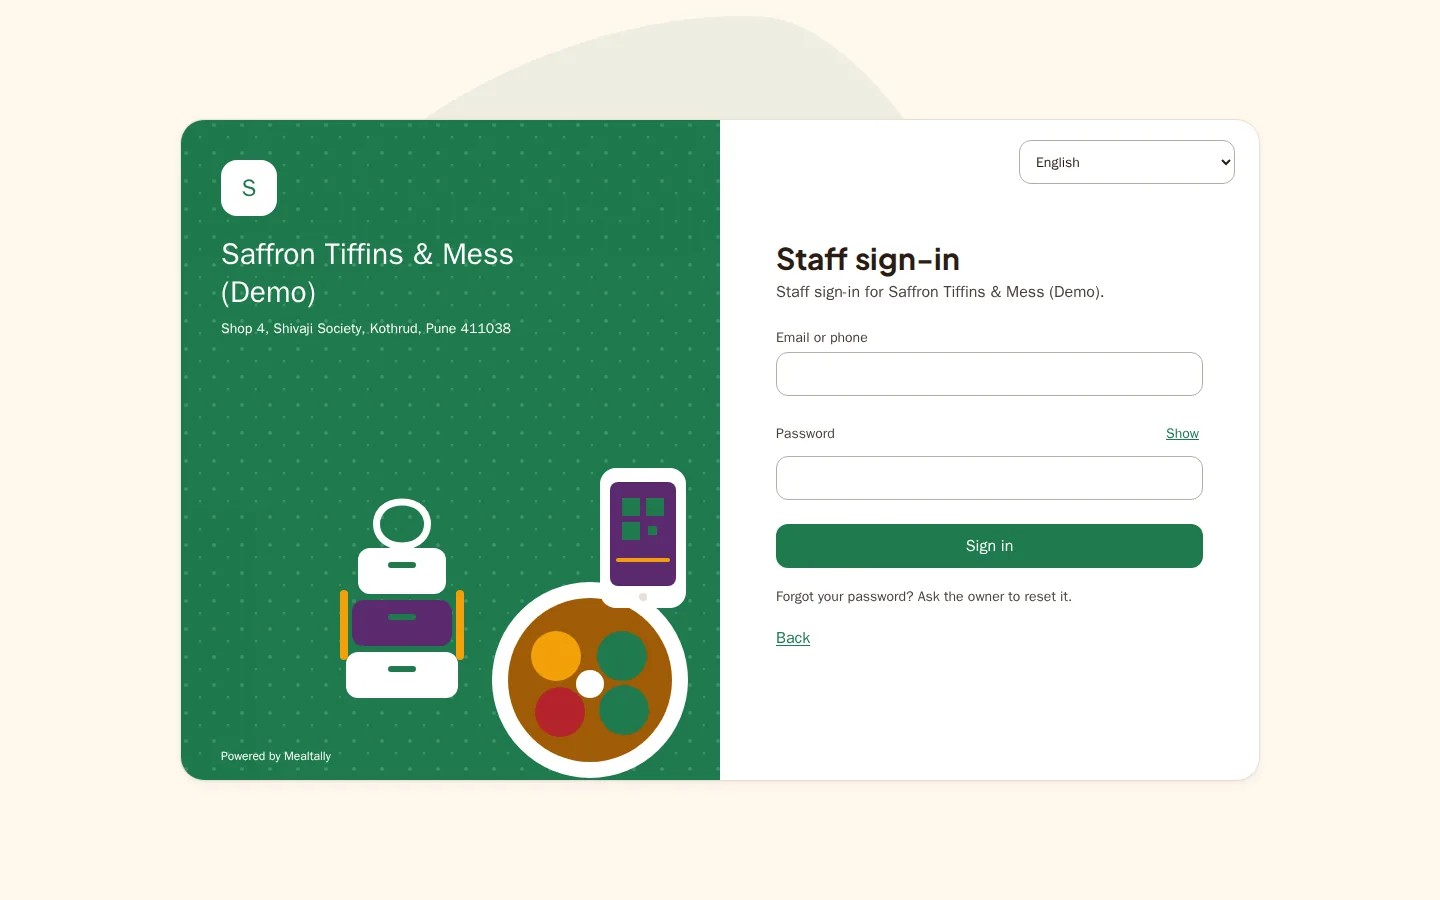 S
Saffron Tiffins & Mess
(Demo)
Shop 4, Shivaji Society, Kothrud, Pune 411038
Powered by Mealtally
English
Staff sign-in
Staff sign-in for Saffron Tiffins & Mess (Demo).
Email or phone
Password
Show
Sign in
Forgot your password? Ask the owner to reset it.
Back